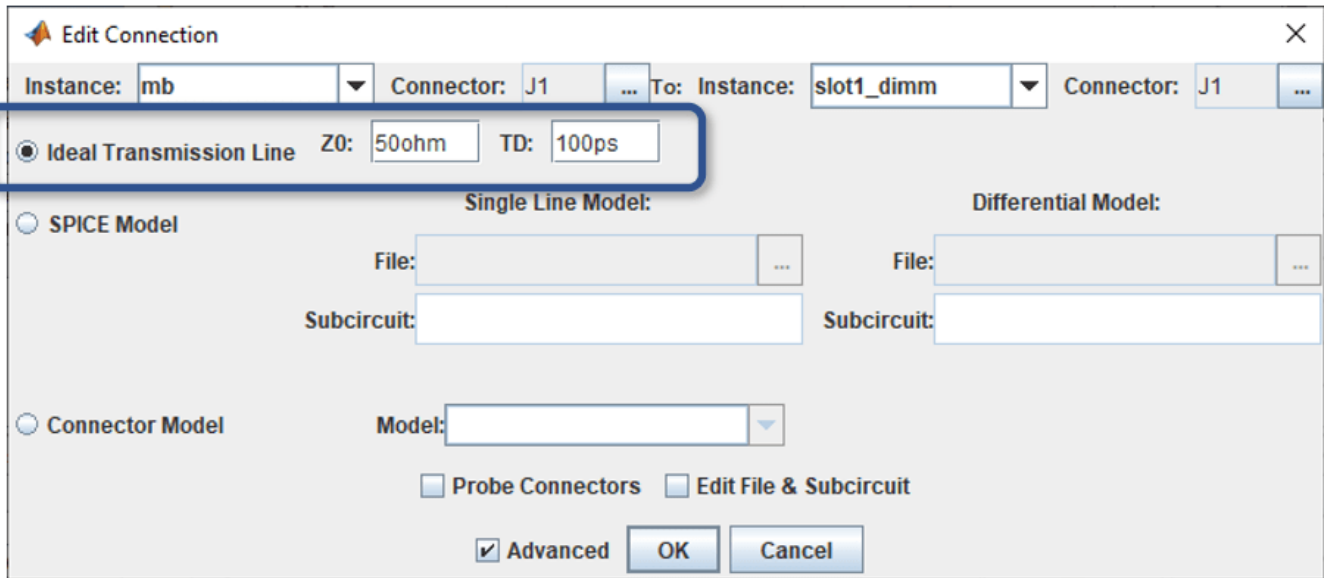 Edit Connection
Instance: mb Connector: J1 ... To: Instance: slot1_dimm Connector: J1 ...
Ideal Transmission Line Z0: 50ohm TD: 100ps
Single Line Model: Differential Model:
SPICE Model
File: ... File: ...
Subcircuit: Subcircuit:
Connector Model Model:
Probe Connectors Edit File & Subcircuit
Advanced OK Cancel